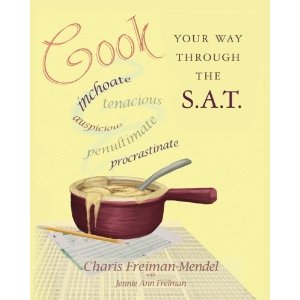 Cook
YOUR WAY
THROUGH
THE
S.A.T.
inchoate
tenacious
auspicious
penultimate
procrastinate
Charis Freiman-Mendel
with
Jennie Ann Freiman